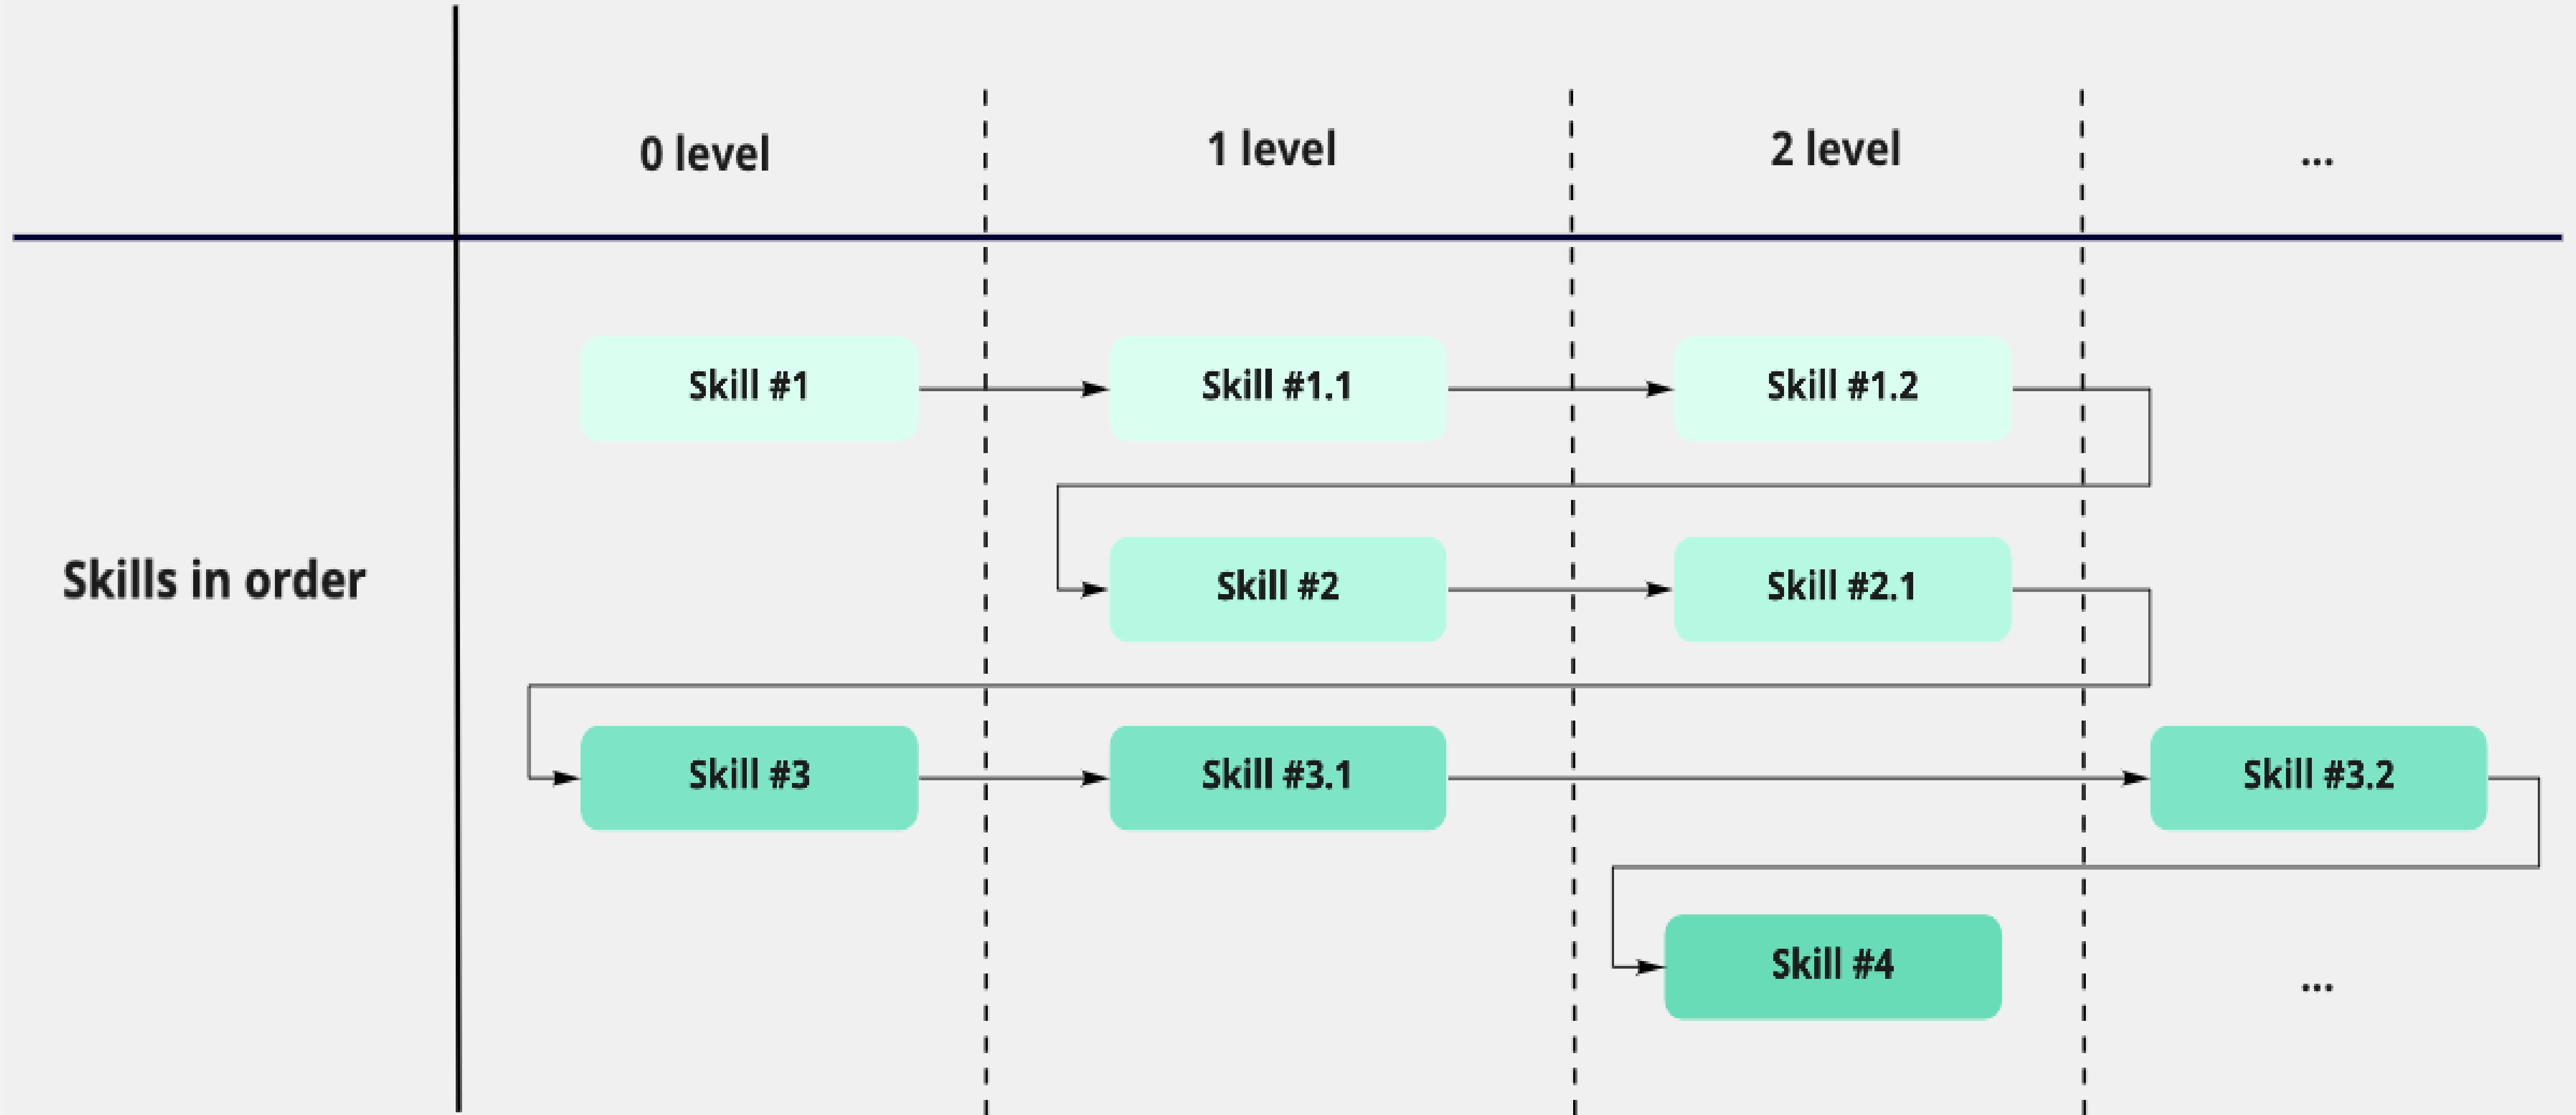 0 level
1 level
2 level
...
Skills in order
Skill #1
Skill #1.1
Skill #1.2
Skill #2
Skill #2.1
Skill #3
Skill #3.1
Skill #3.2
Skill #4
...